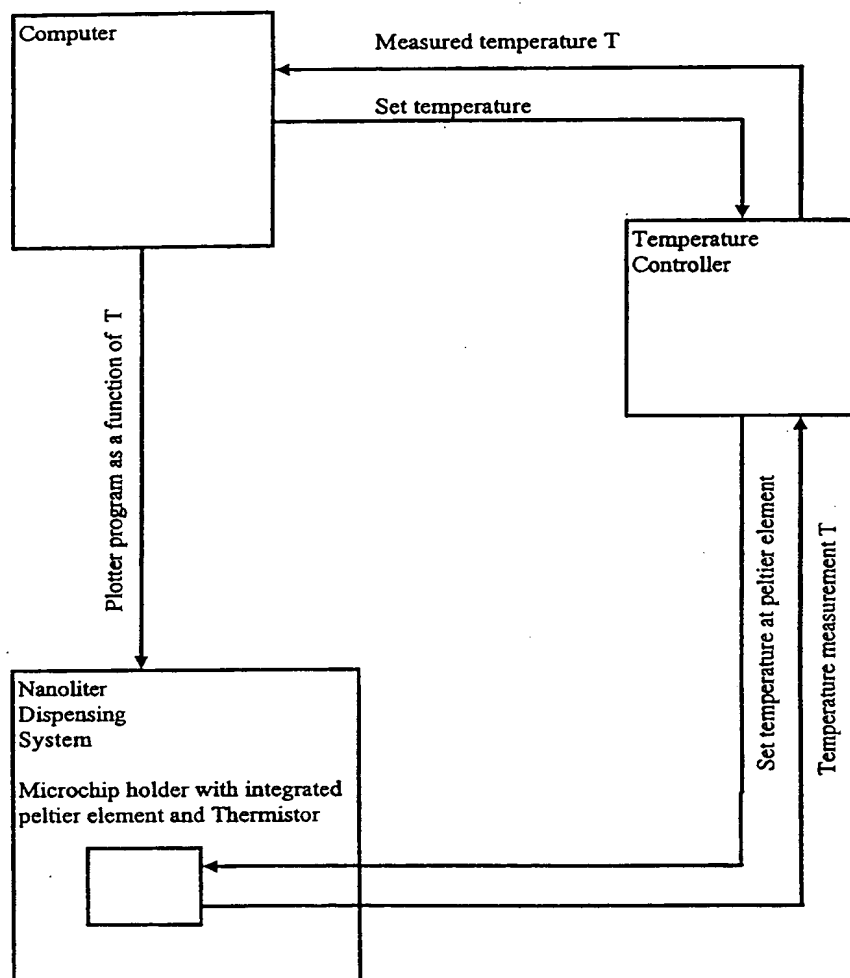 Computer
Measured temperature T
Set temperature
Temperature
Controller
Plotter program as a function of T
Set temperature at peltier element
Temperature measurement T
Nanoliter
Dispensing
System
Microchip holder with integrated
peltier element and Thermistor